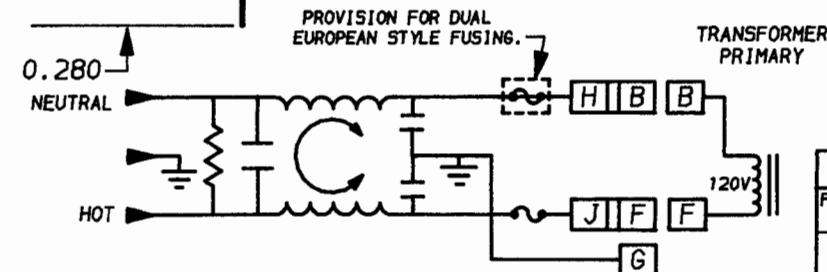 PROVISION FOR DUAL
EUROPEAN STYLE FUSING.
TRANSFORMER
PRIMARY
0.280
NEUTRAL
H B B
120V
HOT
J F F
G